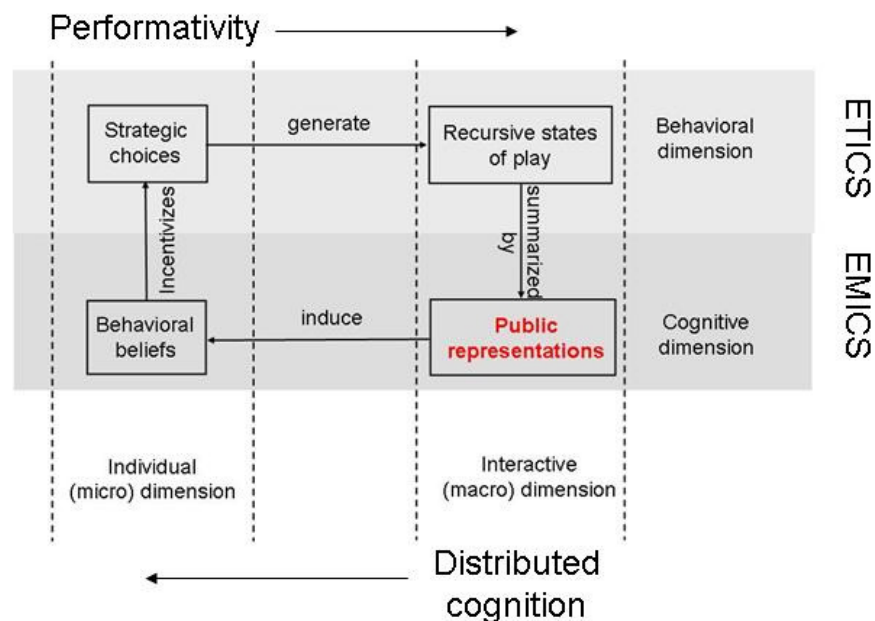 Performativity
Strategic
choices
generate
Recursive states
of play
Behavioral
dimension
ETICS
Incentivizes
summarized
by
Behavioral
beliefs
induce
Public
representations
Cognitive
dimension
EMICS
Individual
(micro) dimension
Interactive
(macro) dimension
Distributed
cognition